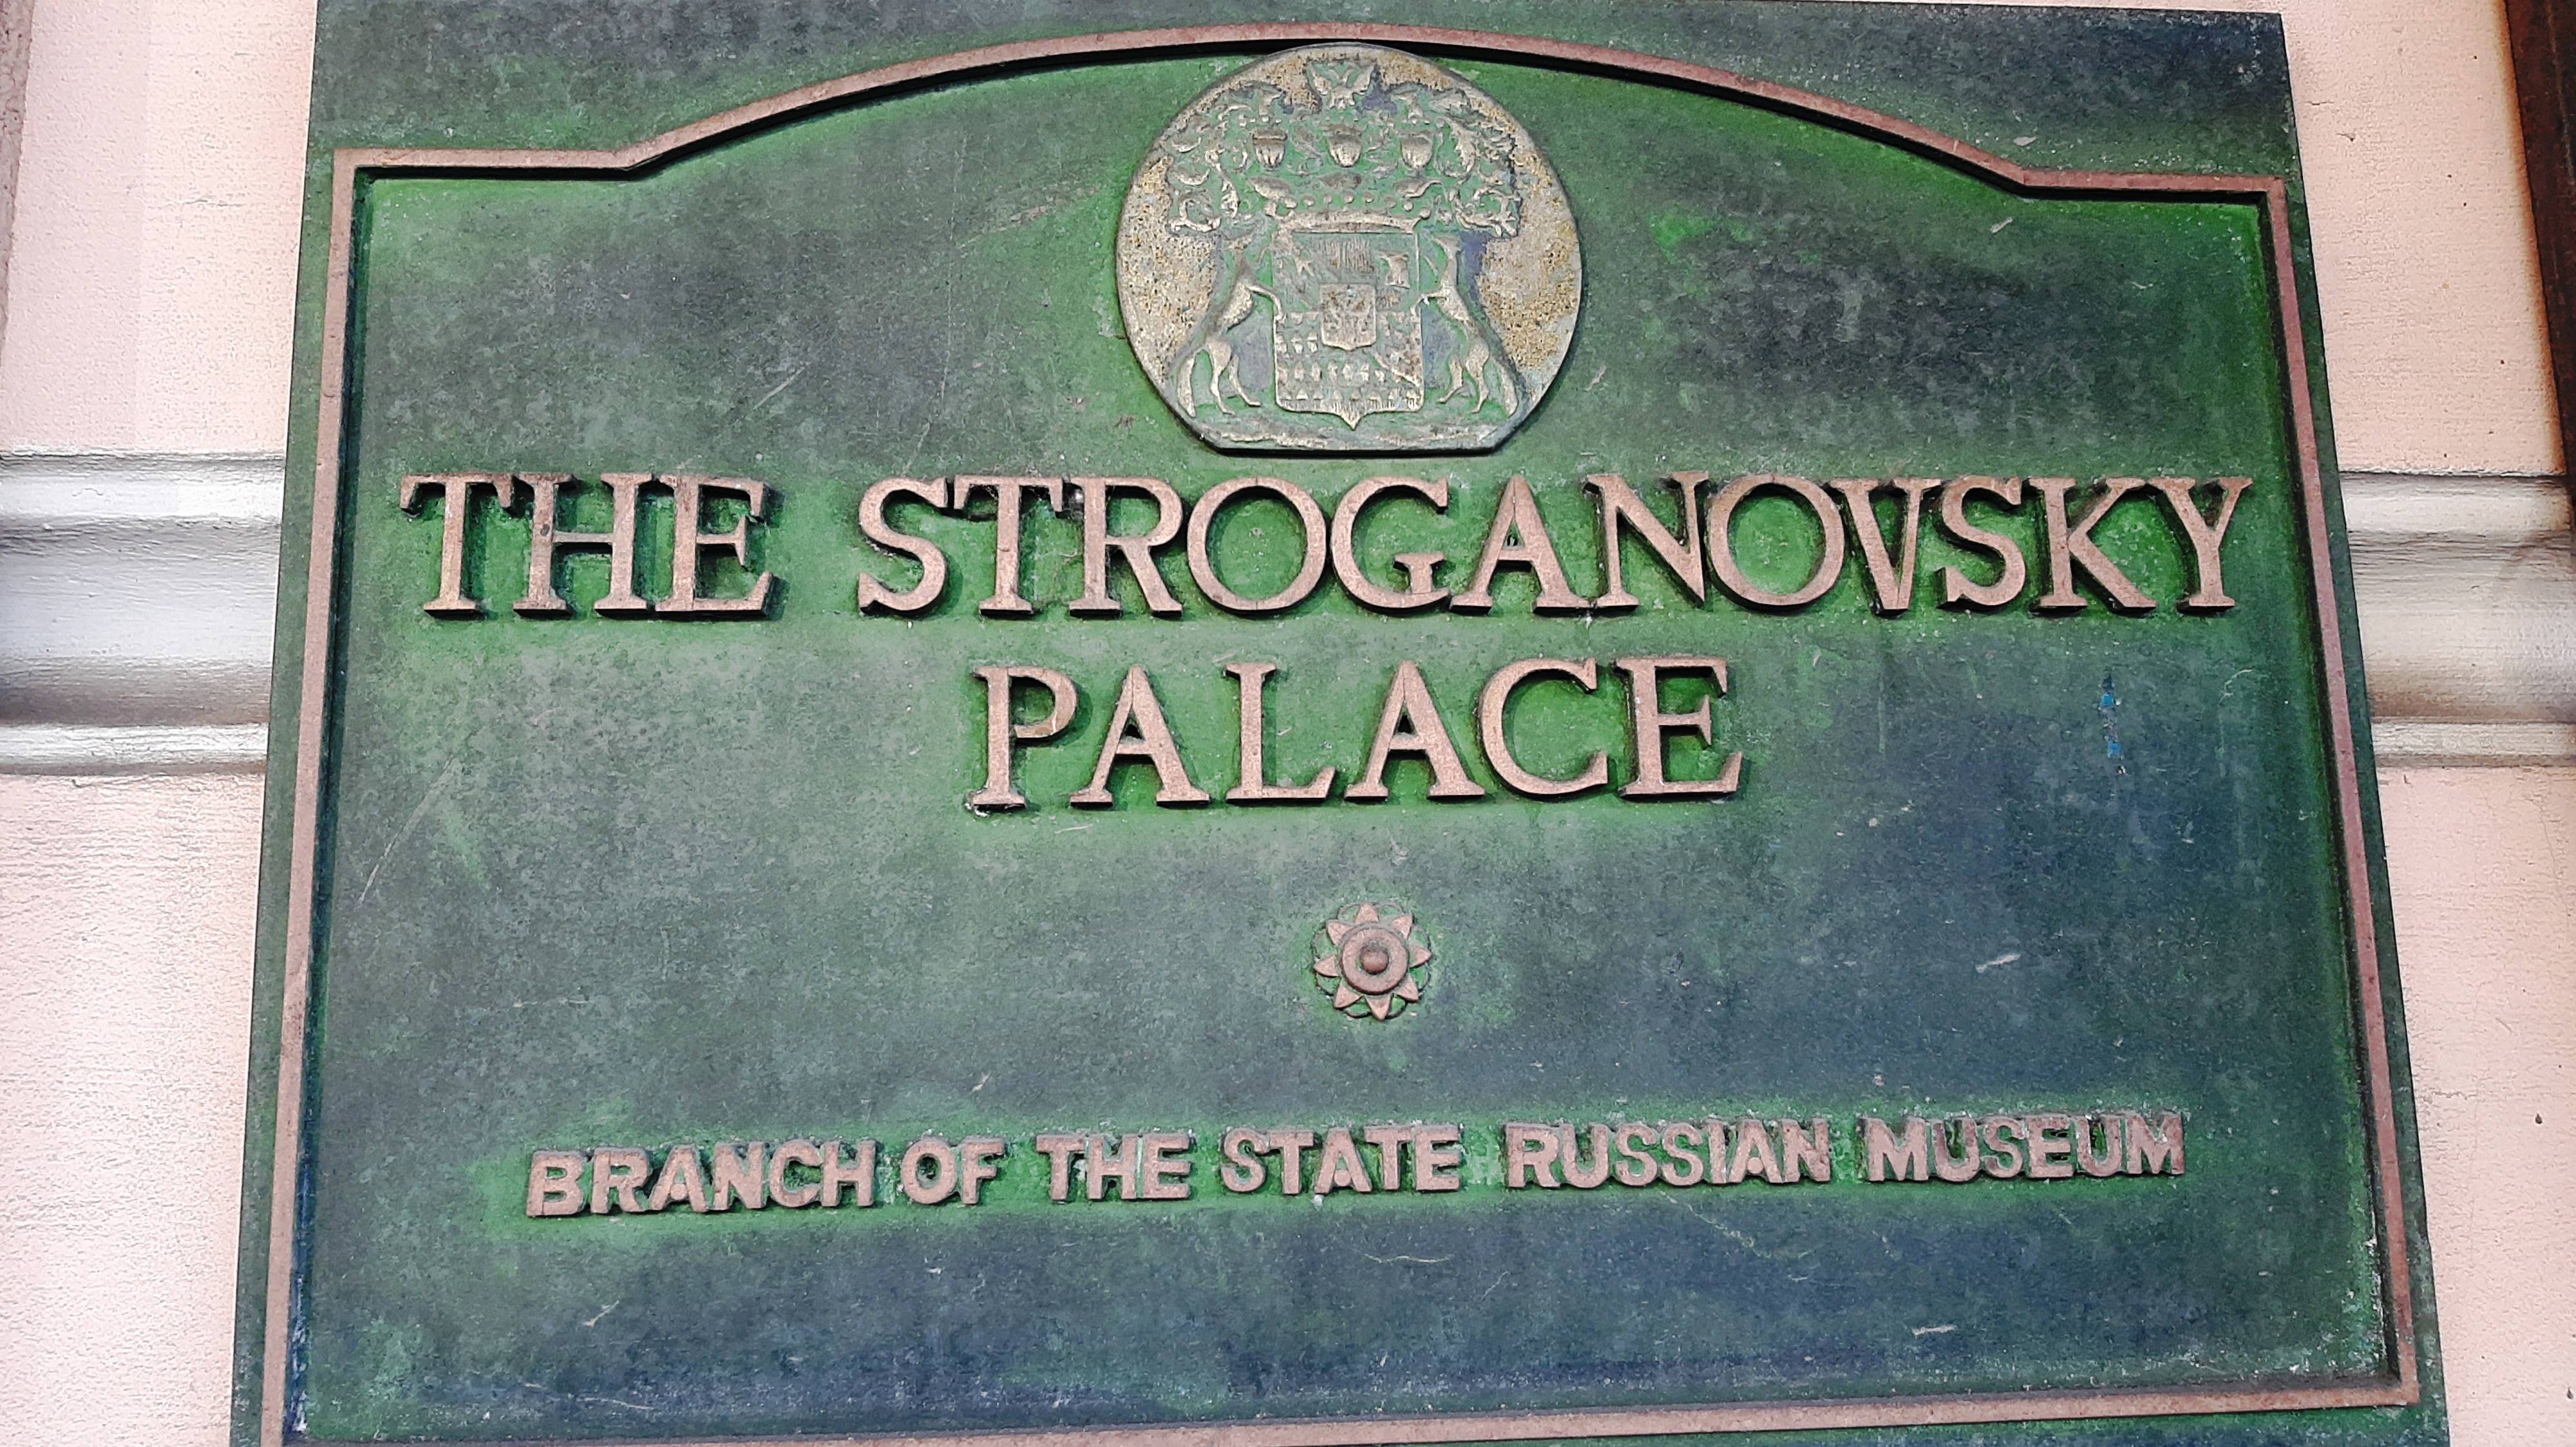 THE STROGANOVSKY
PALACE
BRANCH OF THE STATE RUSSIAN MUSEUM